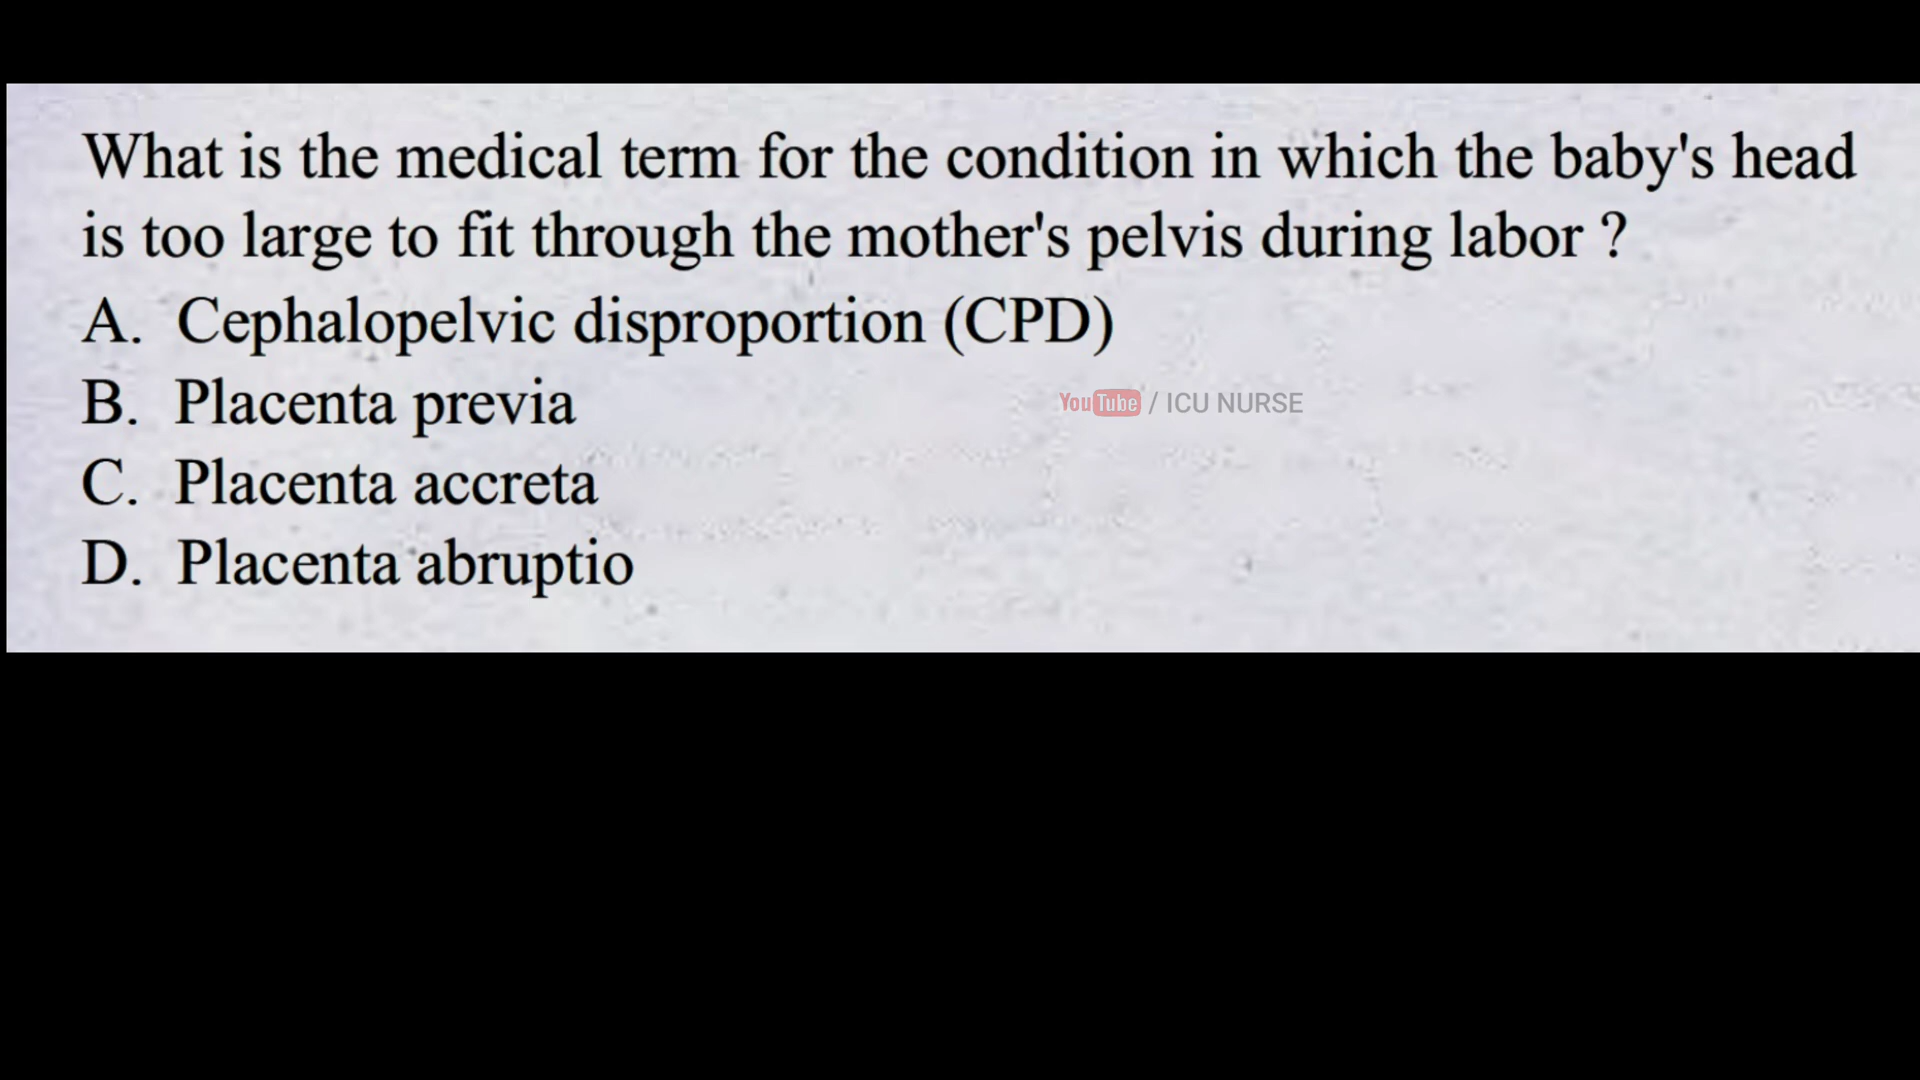 What is the medical term for the condition in which the baby's head
is too large to fit through the mother's pelvis during labor ?
A. Cephalopelvic disproportion (CPD)
B. Placenta previa
YouTube / ICU NURSE
C. Placenta accreta
D. Placenta abruptio